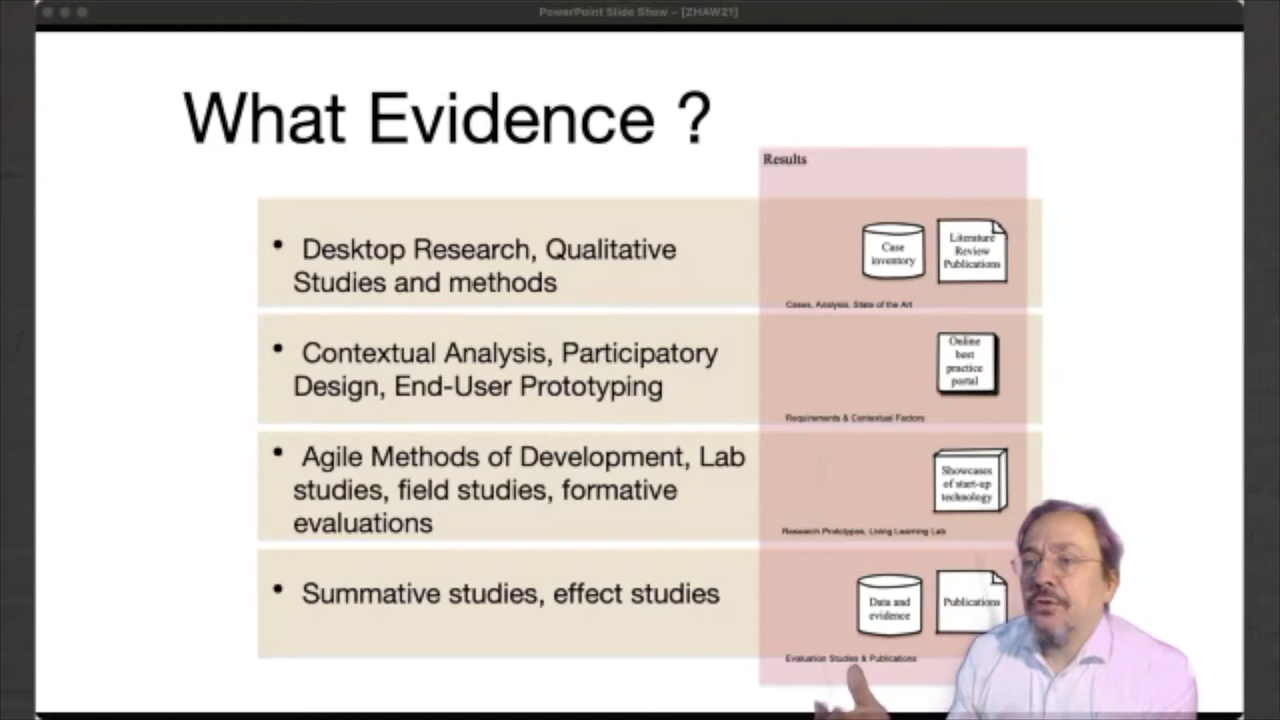 PowerPoint Slide Show – [ZHAW21]
What Evidence ?
Results
• Desktop Research, Qualitative
Studies and methods
Case
inventory
Literature
Review
Publications
Cases, Analysis, State of the Art
• Contextual Analysis, Participatory
Design, End-User Prototyping
Online
best
practice
portal
Requirements & Contextual Factors
• Agile Methods of Development, Lab
studies, field studies, formative
evaluations
Showcases
of start-up
technology
Research Prototypes, Living Learning Lab
• Summative studies, effect studies
Data and
evidence
Publications
Evaluation Studies & Publications